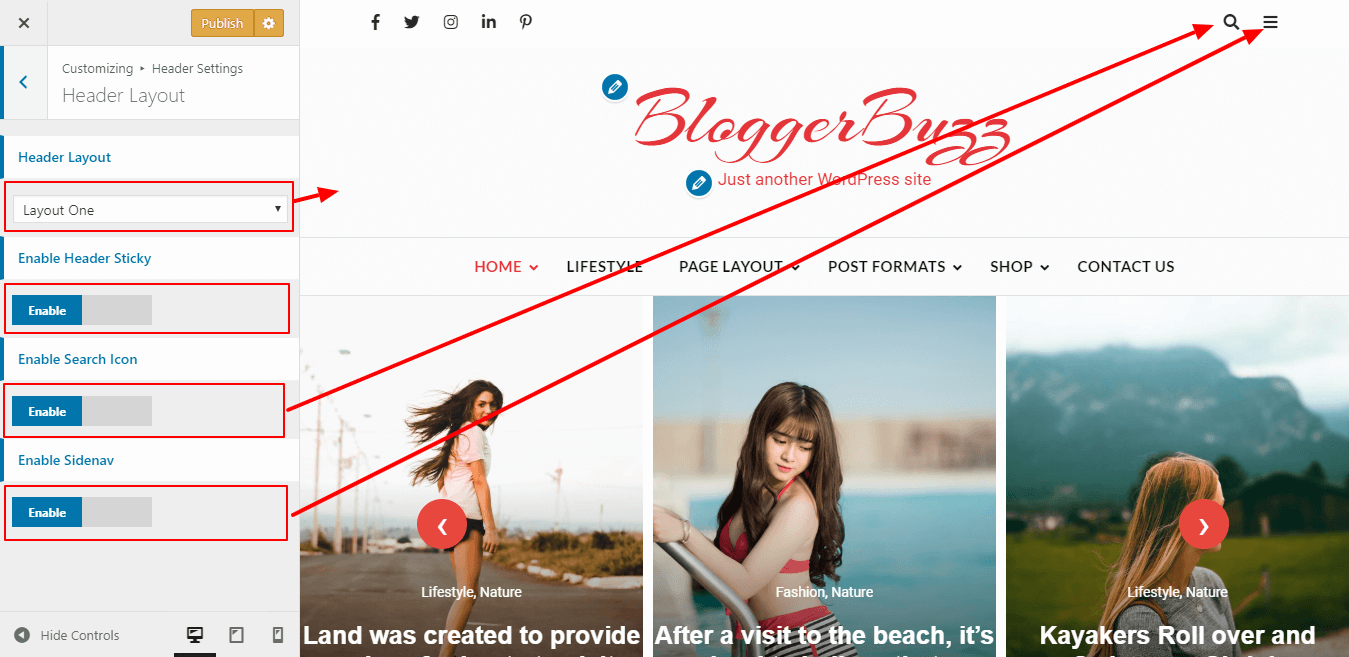 Publish
Customizing ▸ Header Settings
Header Layout
Header Layout
Layout One
Enable Header Sticky
Enable
Enable Search Icon
Enable
Enable Sidenav
Enable
Hide Controls
BloggerBuzz
Just another WordPress site
HOME LIFESTYLE PAGE LAYOUT POST FORMATS SHOP CONTACT US
Lifestyle, Nature
Land was created to provide
Fashion, Nature
After a visit to the beach, it's
Lifestyle, Nature
Kayakers Roll over and